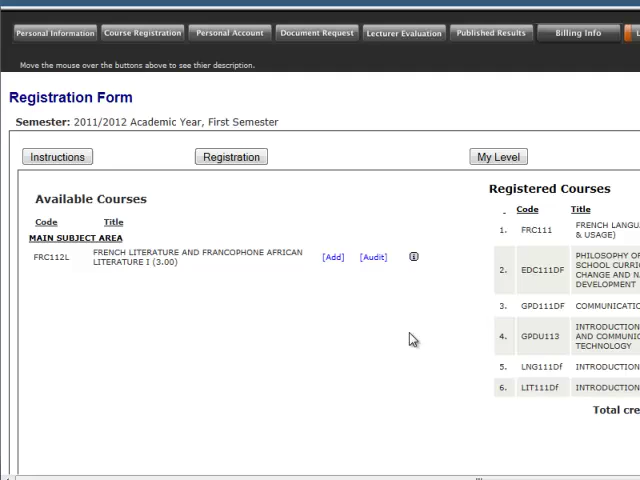 Personal Information Course Registration Personal Account Document Request Lecturer Evaluation Published Results Billing Info
Move the mouse over the buttons above to see thier description.
Registration Form
Semester: 2011/2012 Academic Year, First Semester
Instructions Registration My Level
Available Courses
Code Title
MAIN SUBJECT AREA
FRC112L FRENCH LITERATURE AND FRANCOPHONE AFRICAN
LITERATURE I (3.00) [Add] [Audit]
Registered Courses
Code Title
1. FRC111 FRENCH LANGU
& USAGE)
2. EDC111DF PHILOSOPHY OF
SCHOOL CURRIC
CHANGE AND NA
DEVELOPMENT
3. GPD111DF COMMUNICATIO
4. GPDU113 INTRODUCTION
AND COMMUNIC
TECHNOLOGY
5. LNG111DF INTRODUCTION
6. LIT111Df INTRODUCTION
Total cre